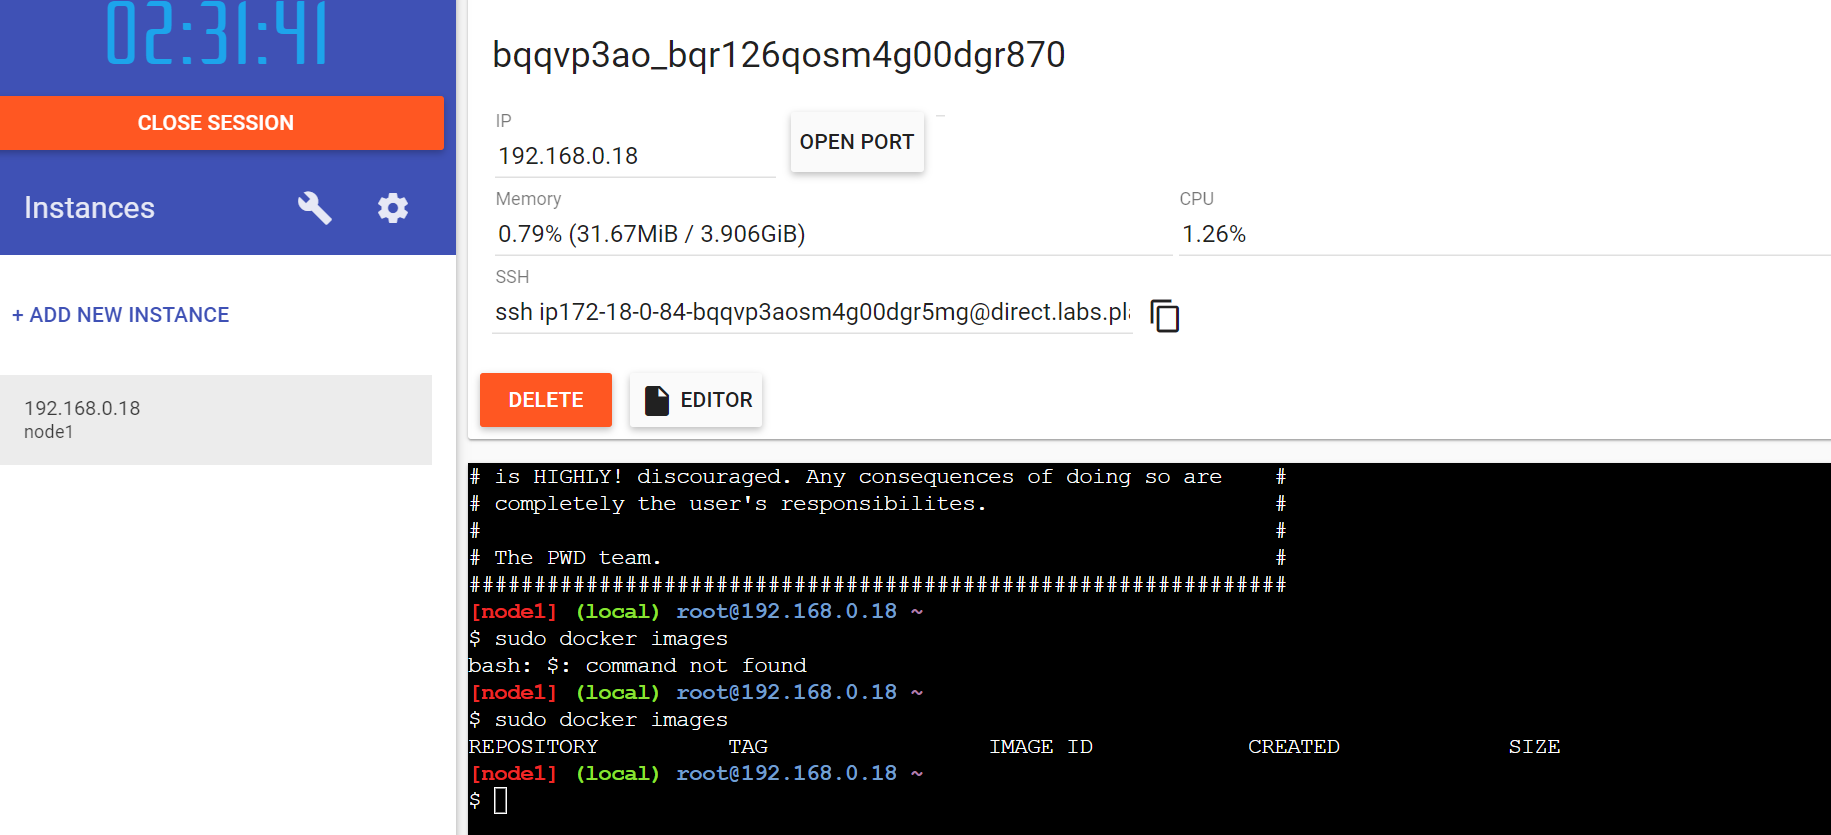 02:31:41
CLOSE SESSION
Instances
+ ADD NEW INSTANCE
192.168.0.18
node1
bqqvp3ao_bqr126qosm4g00dgr870
IP
192.168.0.18
OPEN PORT
Memory
0.79% (31.67MiB / 3.906GiB)
CPU
1.26%
SSH
ssh ip172-18-0-84-bqqvp3aosm4g00dgr5mg@direct.labs.pl
DELETE
EDITOR
# is HIGHLY! discouraged. Any consequences of doing so are #
# completely the user's responsibilites. #
# #
# The PWD team. #
###############################################################
[node1] (local) root@192.168.0.18 ~
$ sudo docker images
bash: $: command not found
[node1] (local) root@192.168.0.18 ~
$ sudo docker images
REPOSITORY TAG IMAGE ID CREATED SIZE
[node1] (local) root@192.168.0.18 ~
$